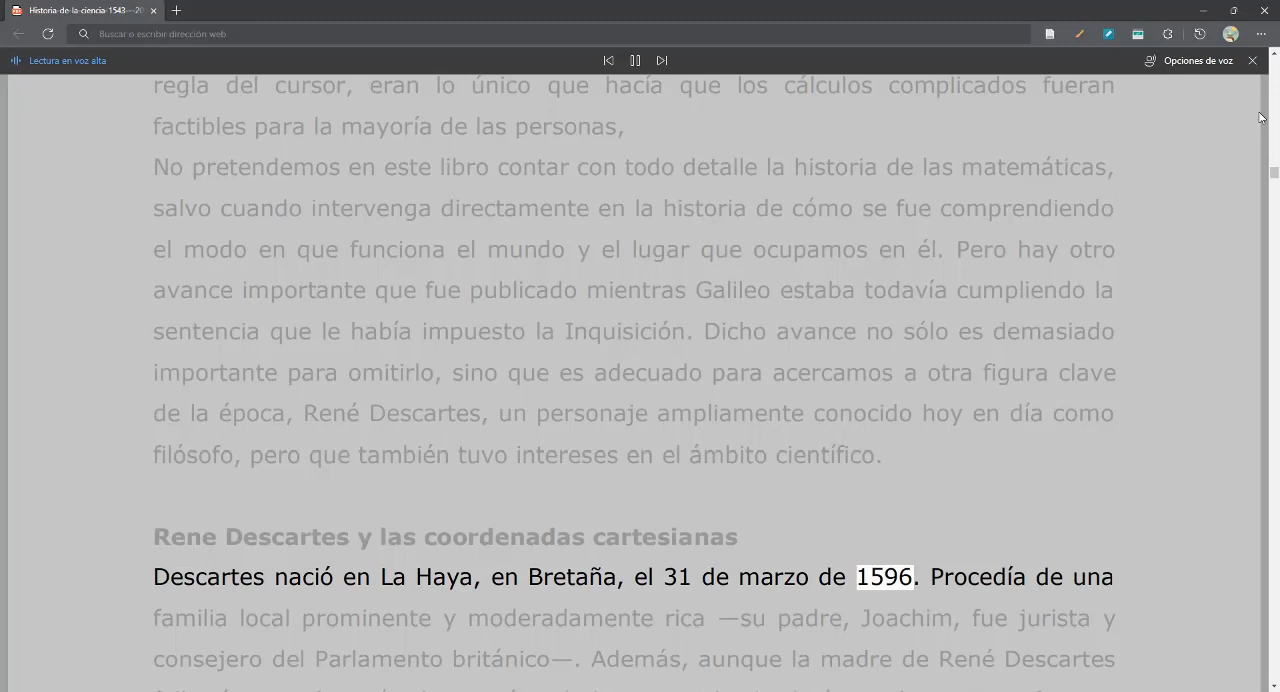 Historia-de-la-ciencia-1543---20
Buscar o escribir dirección web
Lectura en voz alta
Opciones de voz
regla del cursor, eran lo único que hacía que los cálculos complicados fueran
factibles para la mayoría de las personas,
No pretendemos en este libro contar con todo detalle la historia de las matemáticas,
salvo cuando intervenga directamente en la historia de cómo se fue comprendiendo
el modo en que funciona el mundo y el lugar que ocupamos en él. Pero hay otro
avance importante que fue publicado mientras Galileo estaba todavía cumpliendo la
sentencia que le había impuesto la Inquisición. Dicho avance no sólo es demasiado
importante para omitirlo, sino que es adecuado para acercamos a otra figura clave
de la época, René Descartes, un personaje ampliamente conocido hoy en día como
filósofo, pero que también tuvo intereses en el ámbito científico.
Rene Descartes y las coordenadas cartesianas
Descartes nació en La Haya, en Bretaña, el 31 de marzo de 1596. Procedía de una
familia local prominente y moderadamente rica —su padre, Joachim, fue jurista y
consejero del Parlamento británico—. Además, aunque la madre de René Descartes